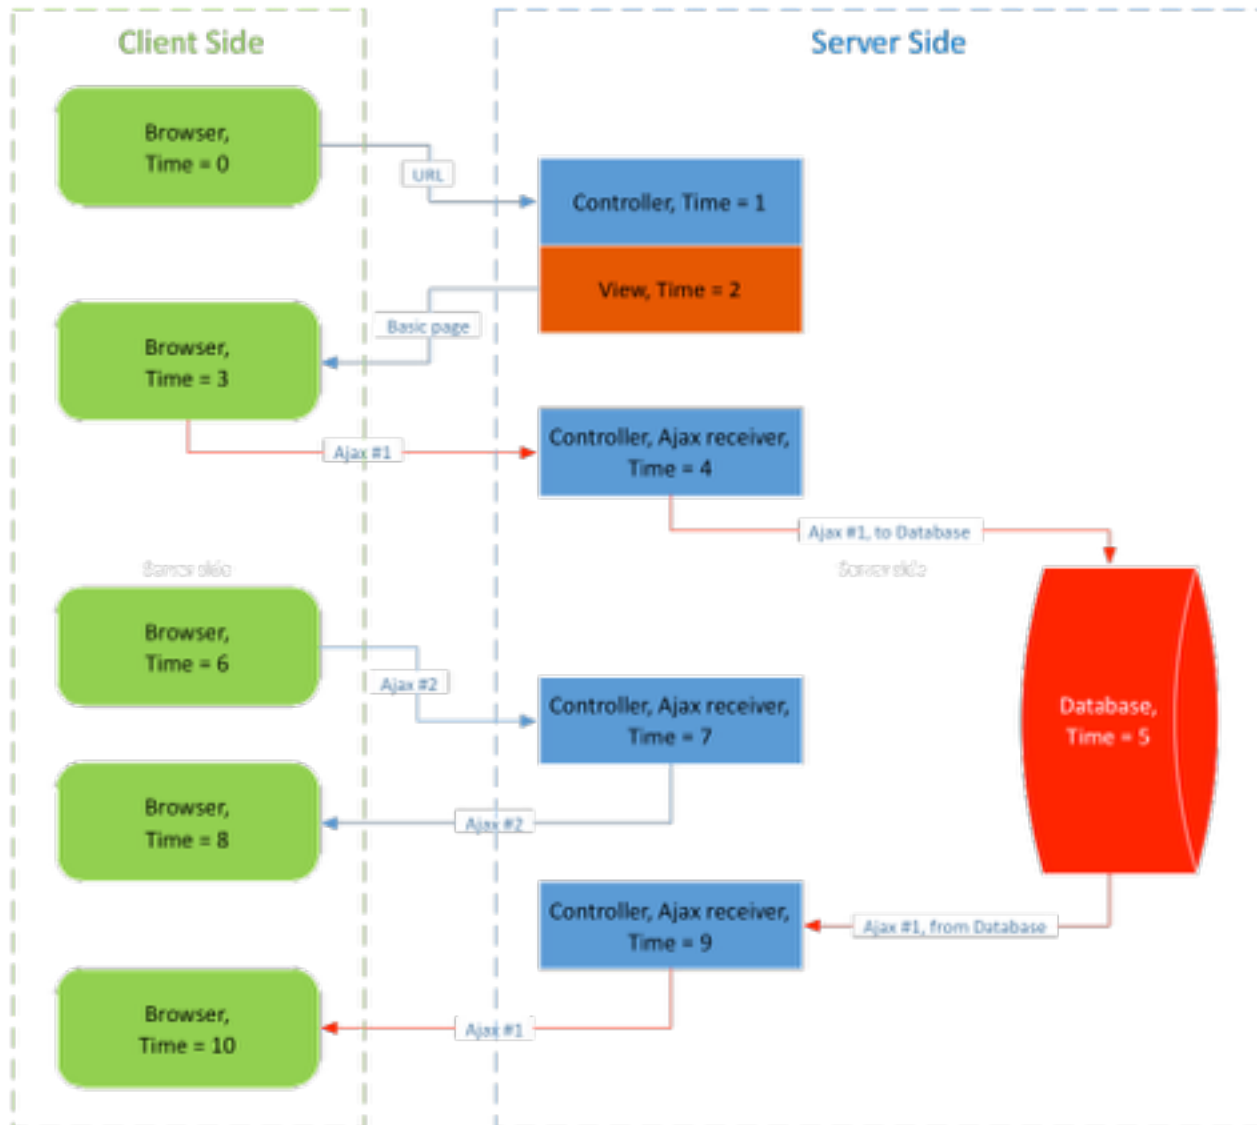 Client Side
Server Side
Browser,
Time = 0
URL
Controller, Time = 1
View, Time = 2
Basic page
Browser,
Time = 3
Ajax #1
Controller, Ajax receiver,
Time = 4
Ajax #1, to Database
Browser,
Time = 6
Ajax #2
Controller, Ajax receiver,
Time = 7
Database,
Time = 5
Browser,
Time = 8
Ajax #2
Controller, Ajax receiver,
Time = 9
Ajax #1, from Database
Browser,
Time = 10
Ajax #1